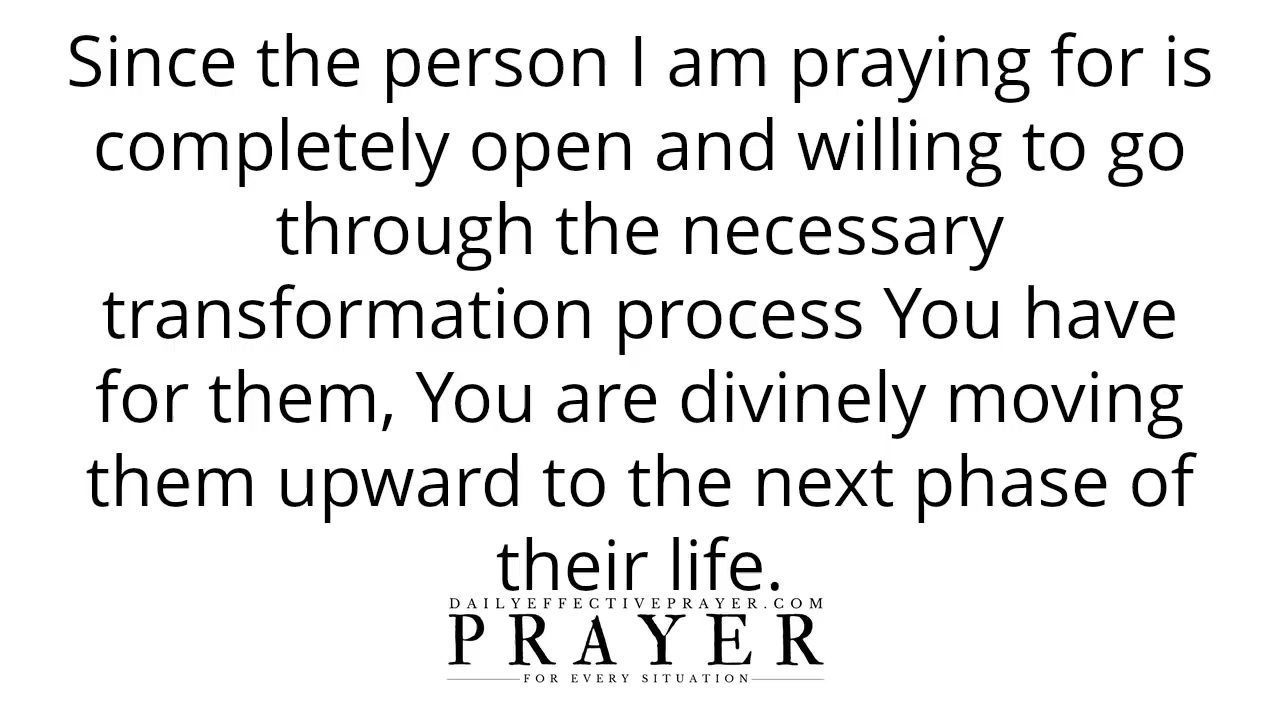 Since the person I am praying for is
completely open and willing to go
through the necessary
transformation process You have
for them, You are divinely moving
them upward to the next phase of
their life.
DAILYEFFECTIVEPRAYER.COM
PRAYER
FOR EVERY SITUATION